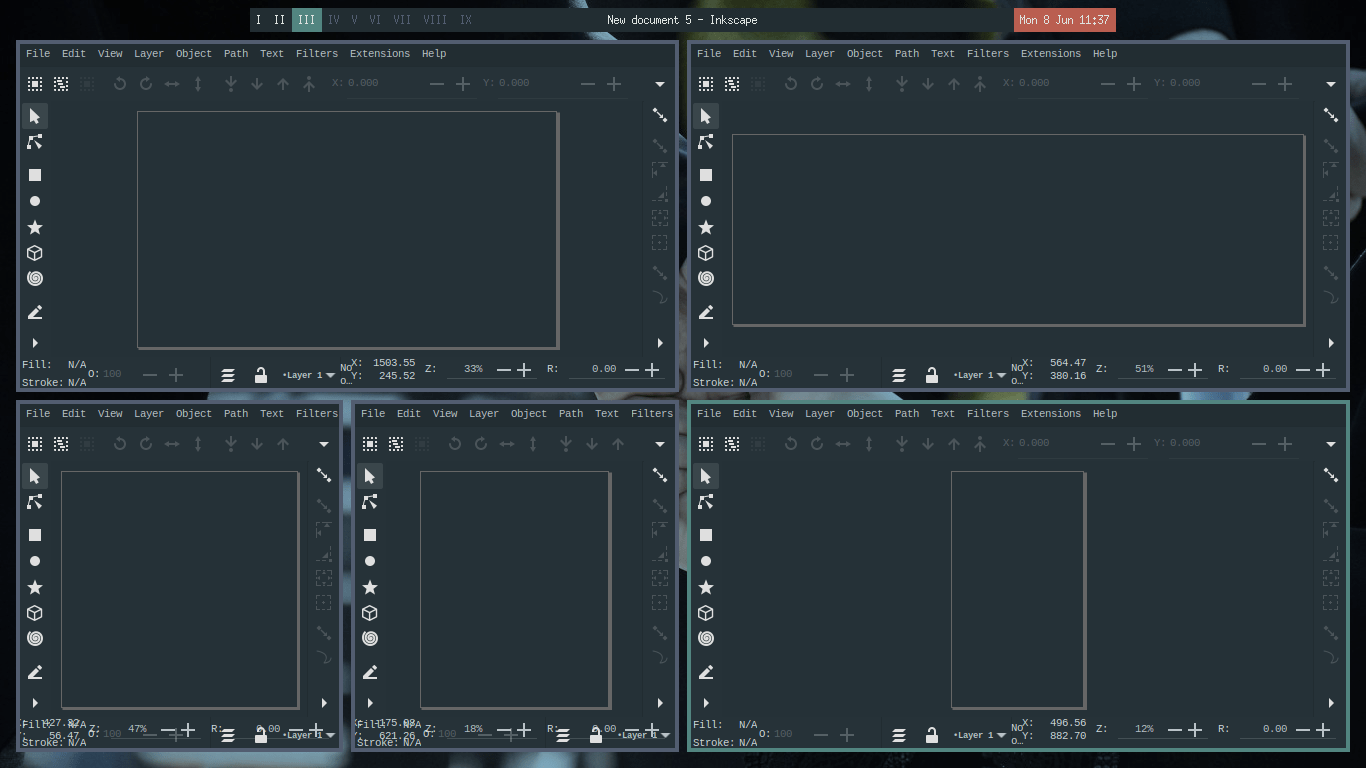 I II III IV V VI VII VIII IX New document 5 - Inkscape Mon 8 Jun 11:37
File Edit View Layer Object Path Text Filters Extensions Help
X: 0.000 Y: 0.000
Fill: N/A
Stroke: N/A
O: 100
•Layer 1
No
o…
X: 1503.55
Y: 245.52
Z: 33% R: 0.00
File Edit View Layer Object Path Text Filters Extensions Help
X: 0.000 Y: 0.000
Fill: N/A
Stroke: N/A
O: 100
•Layer 1
No
o…
X: 564.47
Y: 380.16
Z: 51% R: 0.00
File Edit View Layer Object Path Text Filters
Fill: N/A
Stroke: N/A
O: 100
56.47
Z: 47% R: 0.00
•Layer 1
File Edit View Layer Object Path Text Filters
Fill: N/A
Stroke: N/A
O: 100
621.26
Z: 18% R: 0.00
•Layer 1
File Edit View Layer Object Path Text Filters Extensions Help
X: 0.000 Y: 0.000
Fill: N/A
Stroke: N/A
O: 100
•Layer 1
No
o…
X: 496.56
Y: 882.70
Z: 12% R: 0.00